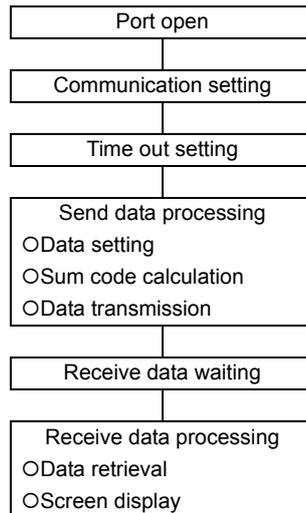 Port open
Communication setting
Time out setting
Send data processing
○Data setting
○Sum code calculation
○Data transmission
Receive data waiting
Receive data processing
○Data retrieval
○Screen display